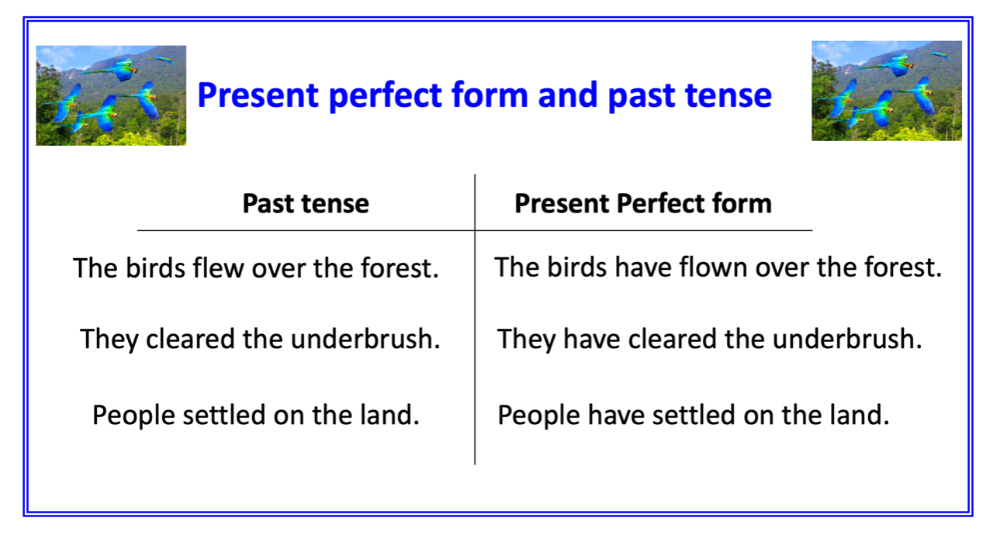 Present perfect form and past tense
Past tense Present Perfect form
The birds flew over the forest. The birds have flown over the forest.
They cleared the underbrush. They have cleared the underbrush.
People settled on the land. People have settled on the land.